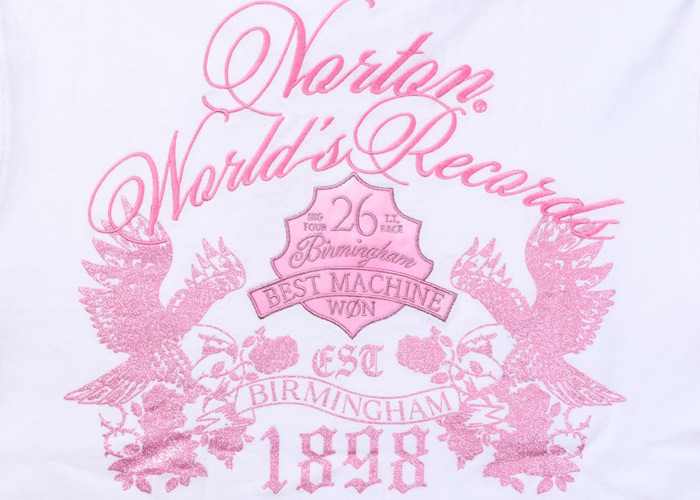 Norton®
World's Records
BIG 26 T.T.
FOUR RACE
Birmingham
BEST MACHINE
WØN
EST
BIRMINGHAM
1898